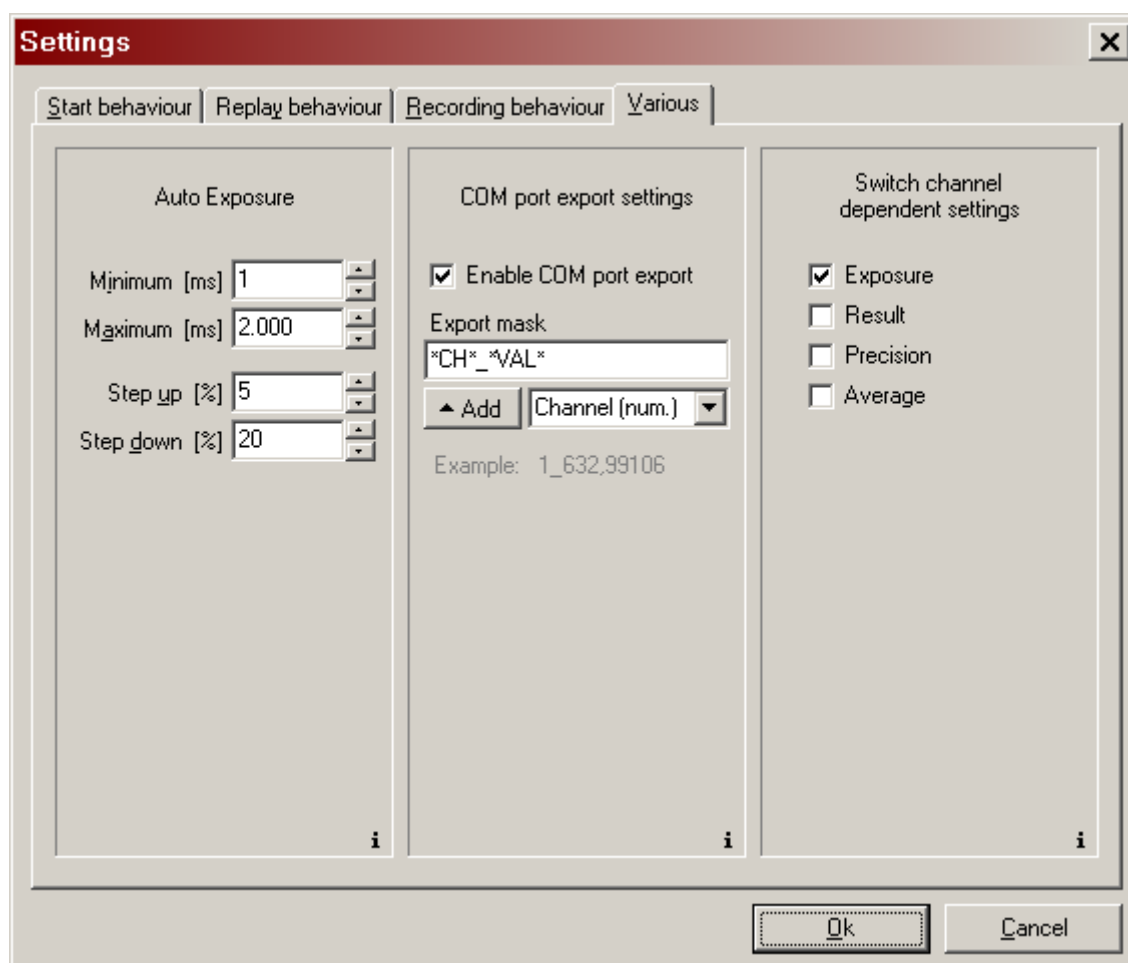 Settings
Start behaviour
Replay behaviour
Recording behaviour
Various
Auto Exposure
Minimum [ms] 1
Maximum [ms] 2.000
Step up [%] 5
Step down [%] 20
i
COM port export settings
Enable COM port export
Export mask
*CH*_*VAL*
Add
Channel (num.)
Example: 1_632,99106
i
Switch channel
dependent settings
Exposure
Result
Precision
Average
i
Ok
Cancel